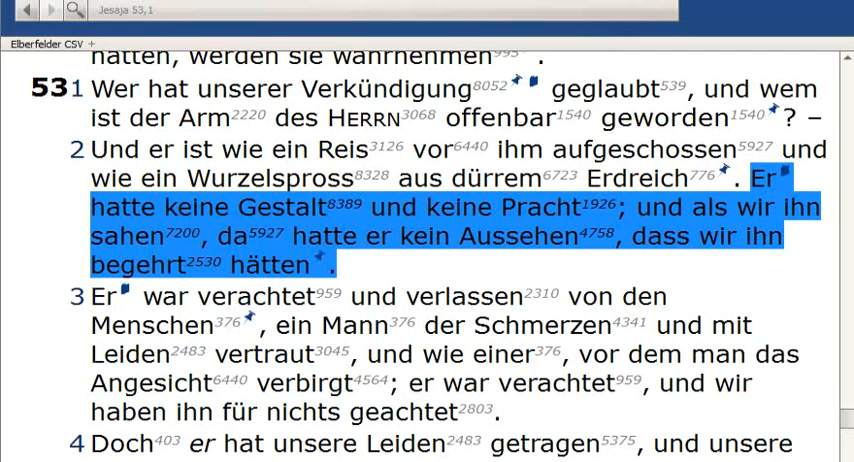 Jesaja 53,1
Elberfelder CSV +
hatten, werden sie wahrnehmen995 .
53 1 Wer hat unserer Verkündigung8052 geglaubt539, und wem
ist der Arm2220 des HERRN3068 offenbar1540 geworden1540 ? –
2 Und er ist wie ein Reis3126 vor6440 ihm aufgeschossen5927 und
wie ein Wurzelspross8328 aus dürrem6723 Erdreich776 . Er
hatte keine Gestalt8389 und keine Pracht1926; und als wir ihn
sahen7200, da5927 hatte er kein Aussehen4758, dass wir ihn
begehrt2530 hätten .
3 Er war verachtet959 und verlassen2310 von den
Menschen376 , ein Mann376 der Schmerzen4341 und mit
Leiden2483 vertraut3045, und wie einer376, vor dem man das
Angesicht6440 verbirgt4564; er war verachtet959, und wir
haben ihn für nichts geachtet2803.
4 Doch403 er hat unsere Leiden2483 getragen5375, und unsere